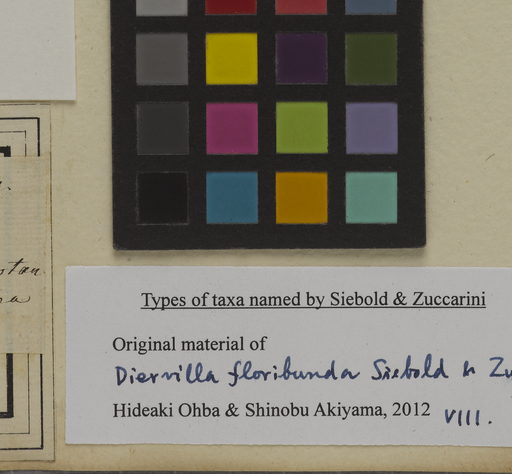 Types of taxa named by Siebold & Zuccarini
Original material of
Diervilla floribunda Siebold & Zu
Hideaki Ohba & Shinobu Akiyama, 2012 VIII.